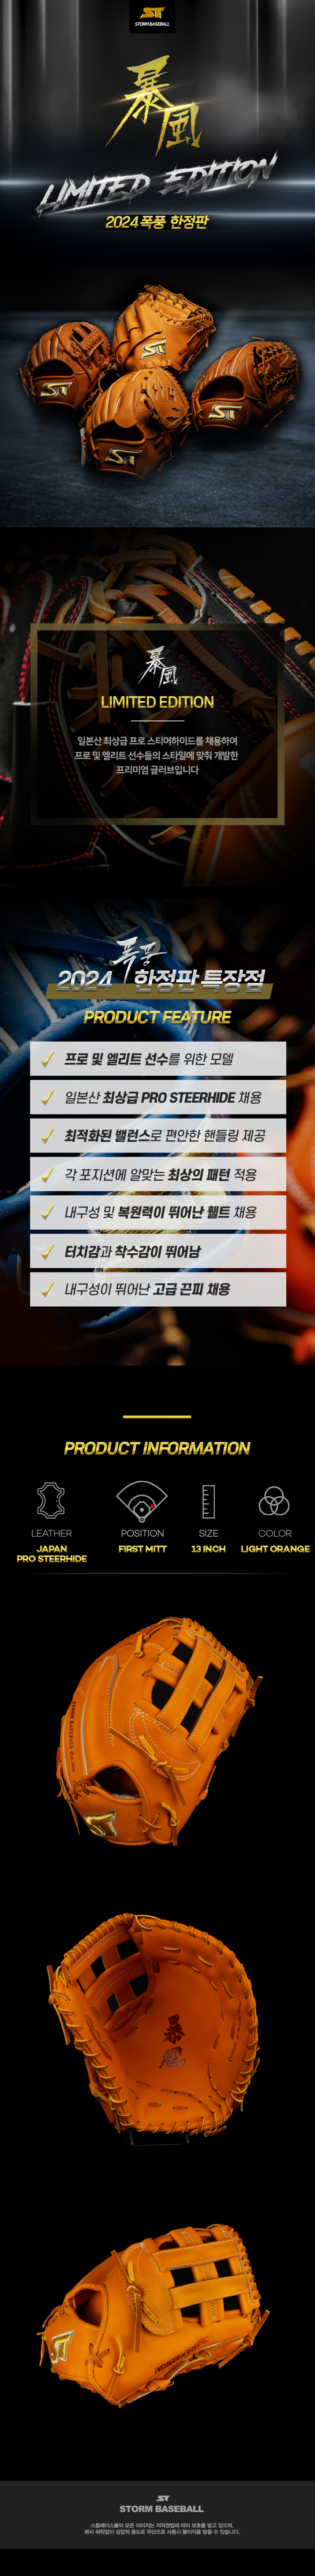 ST
STORM BASEBALL
暴風
LIMITED EDITION
2024 폭풍 한정판
ST
ST
ST
ST
暴風
LIMITED EDITION
일본산 최상급 프로 스티어하이드를 채용하여
프로 및 엘리트 선수들의 스타일에 맞춰 개발한
프리미엄 글러브입니다
2024 폭풍 한정판 특장점
PRODUCT FEATURE
프로 및 엘리트 선수를 위한 모델
일본산 최상급 PRO STEERHIDE 채용
최적화된 밸런스로 편안한 핸들링 제공
각 포지션에 알맞는 최상의 패턴 적용
내구성 및 복원력이 뛰어난 휄트 채용
터치감과 착수감이 뛰어남
내구성이 뛰어난 고급 끈피 채용
PRODUCT INFORMATION
LEATHER POSITION SIZE COLOR
JAPAN
PRO STEERHIDE FIRST MITT 13 INCH LIGHT ORANGE
STORM BASEBALL
暴風
ST
LIMITED EDITION
ST
STORM BASEBALL
스톰베이스볼의 모든 이미지는 저작권법에 따라 보호를 받고 있으며,
본사 허락없이 상업적 용도로 무단으로 사용시 불이익을 받을 수 있습니다.